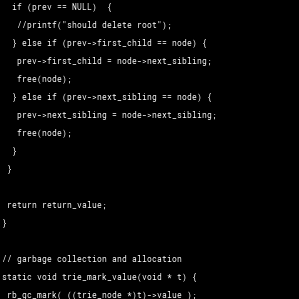 if (prev == NULL)  {
//printf("should delete root");
} else if (prev->first_child == node) {
prev->first_child = node->next_sibling;
free(node);
} else if (prev->next_sibling == node) {
prev->next_sibling = node->next_sibling;
free(node);
}
}
return return_value;
}
// garbage collection and allocation
static void trie_mark_value(void * t) {
rb_gc_mark( ((trie_node *)t)->value );